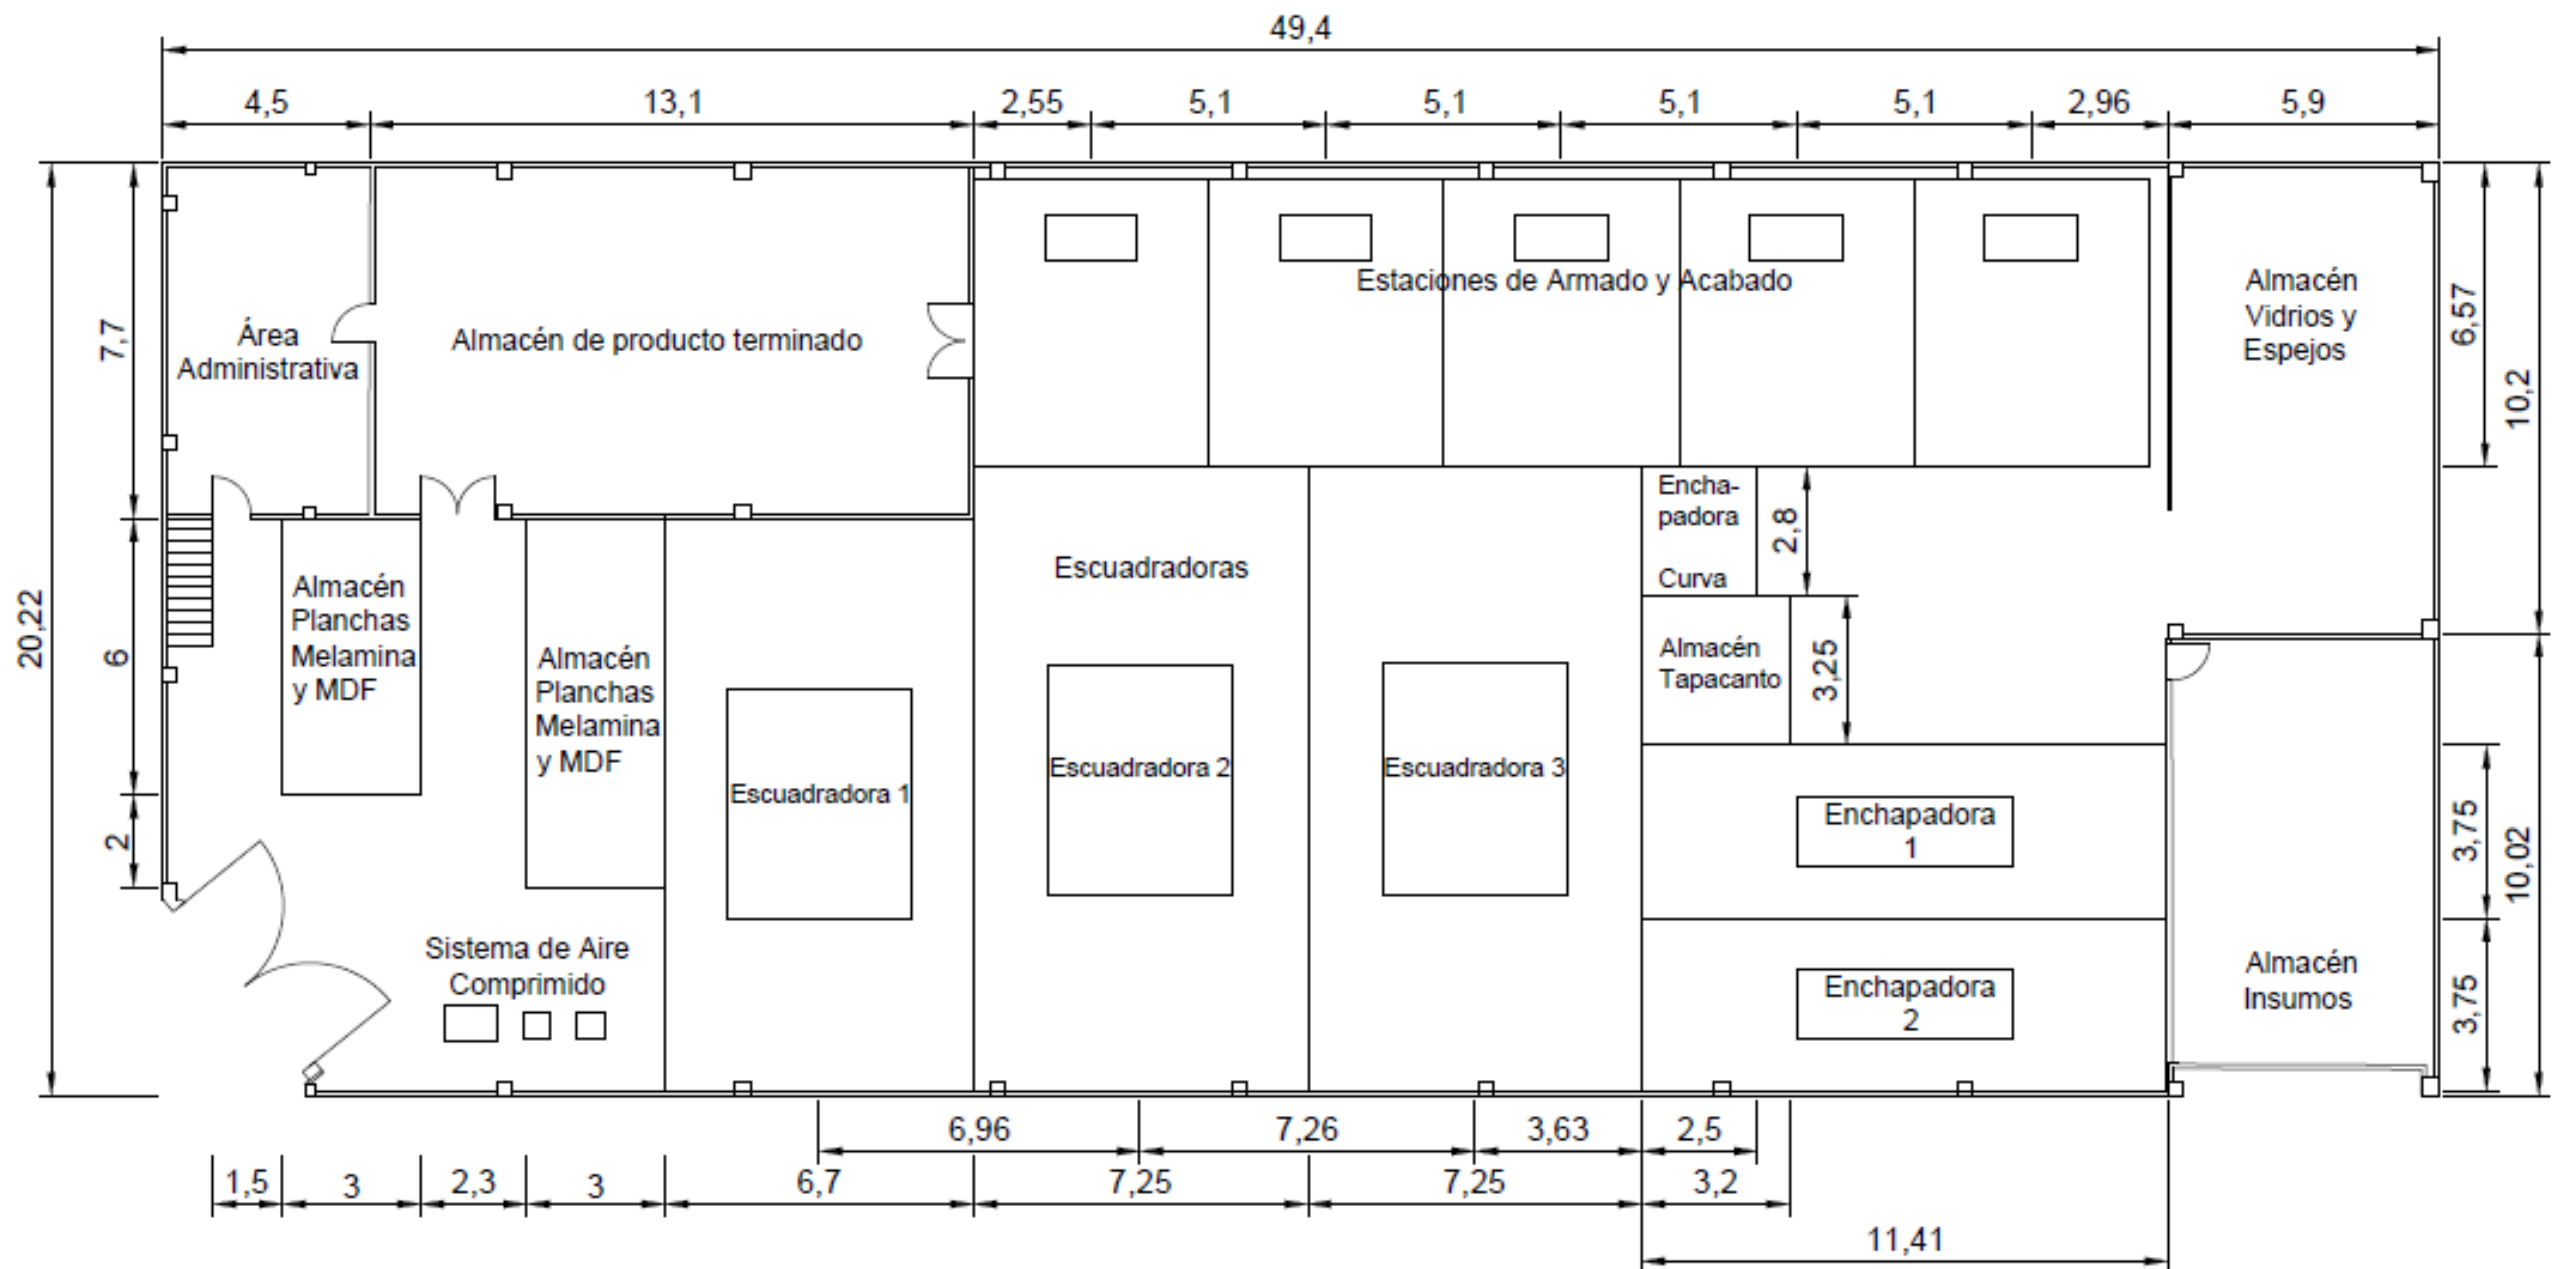 49,4
4,5
13,1
2,55
5,1
5,1
5,1
5,1
2,96
5,9
20,22
7,7
6
2
Área
Administrativa
Almacén de producto terminado
Estaciones de Armado y Acabado
Almacén
Vidrios y
Espejos
6,57
10,2
Almacén
Planchas
Melamina
y MDF
Almacén
Planchas
Melamina
y MDF
Escuadradoras
Escuadradora 1
Escuadradora 2
Escuadradora 3
Encha-
padora
Curva
2,8
Almacén
Tapacanto
3,25
Enchapadora
1
Enchapadora
2
3,75
3,75
10,02
Almacén
Insumos
Sistema de Aire
Comprimido
6,96
7,26
3,63
2,5
1,5
3
2,3
3
6,7
7,25
7,25
3,2
11,41